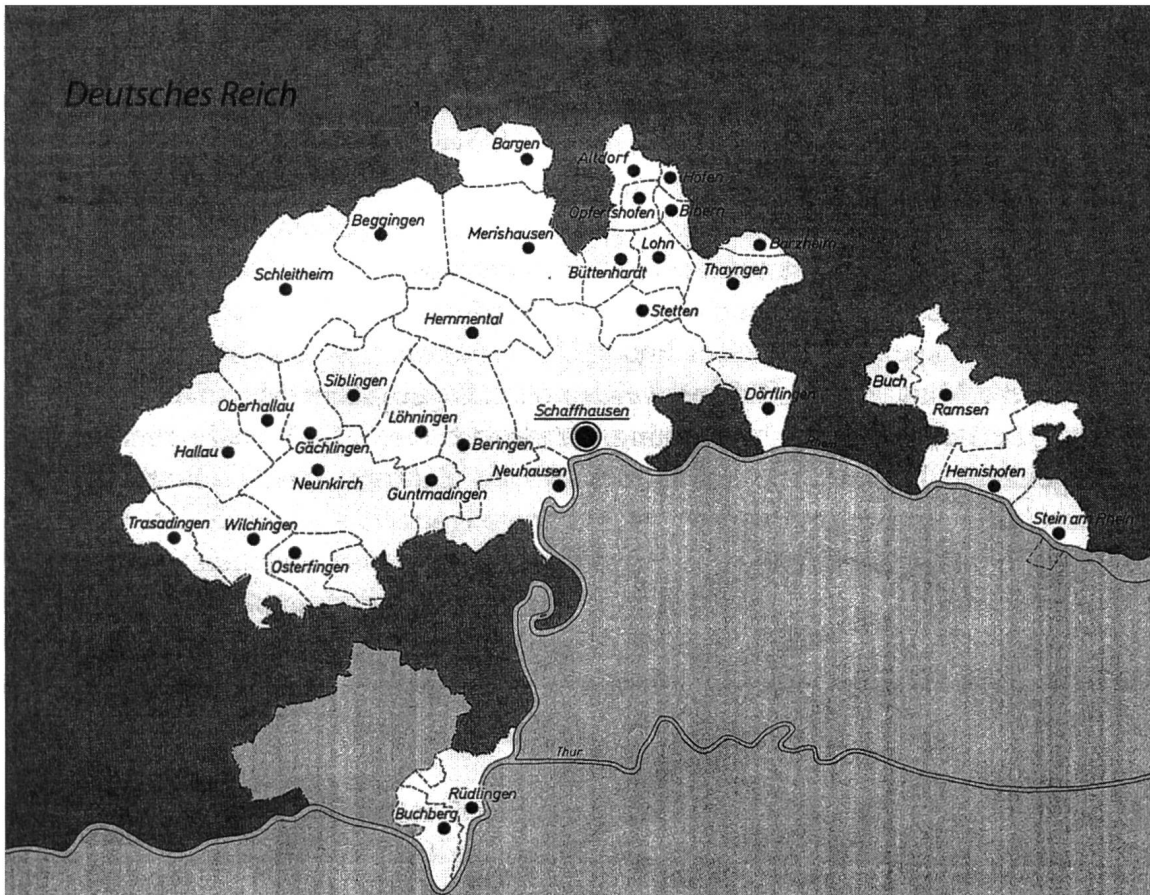 Deutsches Reich
Bargen
Altdorf
Hofen
Opfertshofen
Bibern
Beggingen
Merishausen
Lohn
Barzheim
Büttenhardt
Thayngen
Schleitheim
Stetten
Hemmental
Buch
Siblingen
Dörflingen
Ramsen
Oberhallau
Löhningen
Schaffhausen
Gächlingen
Beringen
Hallau
Neunkirch
Neuhausen
Hemishofen
Guntmadingen
Trasadingen
Wilchingen
Stein am Rhein
Osterfingen
Thur
Rüdlingen
Buchberg